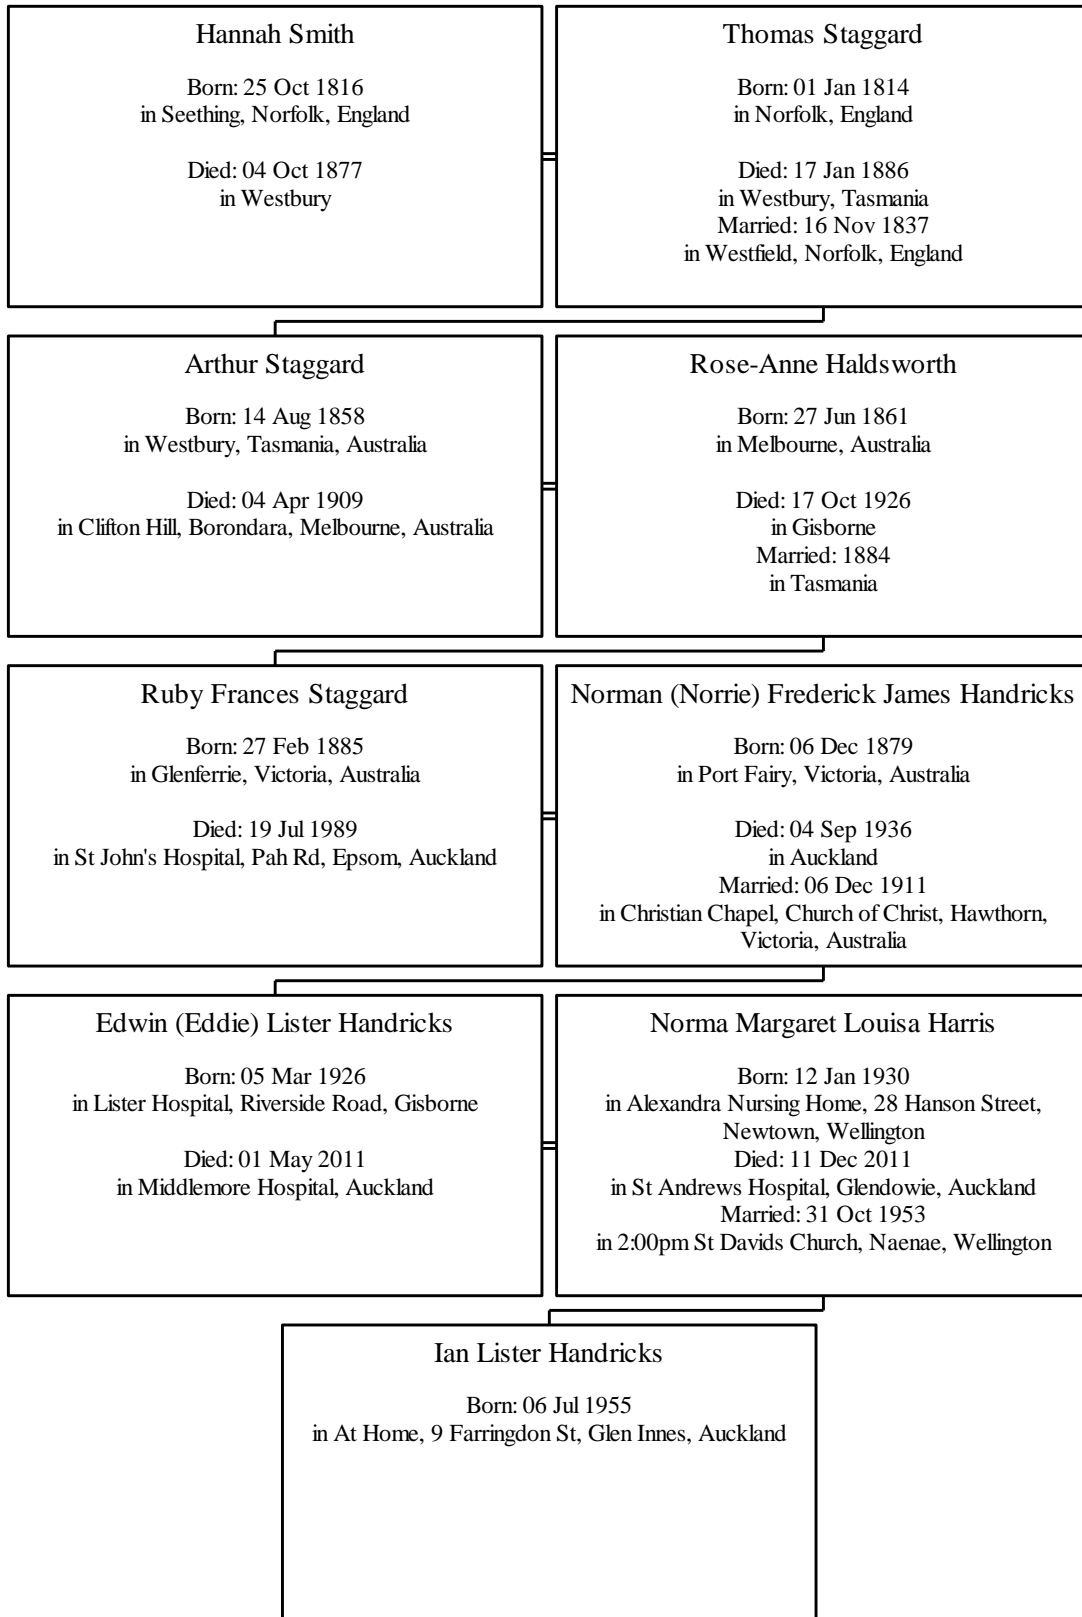 Hannah Smith
Born: 25 Oct 1816
in Seething, Norfolk, England
Died: 04 Oct 1877
in Westbury
Thomas Staggard
Born: 01 Jan 1814
in Norfolk, England
Died: 17 Jan 1886
in Westbury, Tasmania
Married: 16 Nov 1837
in Westfield, Norfolk, England
Arthur Staggard
Born: 14 Aug 1858
in Westbury, Tasmania, Australia
Died: 04 Apr 1909
in Clifton Hill, Borondara, Melbourne, Australia
Rose-Anne Haldsworth
Born: 27 Jun 1861
in Melbourne, Australia
Died: 17 Oct 1926
in Gisborne
Married: 1884
in Tasmania
Ruby Frances Staggard
Born: 27 Feb 1885
in Glenferrie, Victoria, Australia
Died: 19 Jul 1989
in St John's Hospital, Pah Rd, Epsom, Auckland
Norman (Norrie) Frederick James Handricks
Born: 06 Dec 1879
in Port Fairy, Victoria, Australia
Died: 04 Sep 1936
in Auckland
Married: 06 Dec 1911
in Christian Chapel, Church of Christ, Hawthorn,
Victoria, Australia
Edwin (Eddie) Lister Handricks
Born: 05 Mar 1926
in Lister Hospital, Riverside Road, Gisborne
Died: 01 May 2011
in Middlemore Hospital, Auckland
Norma Margaret Louisa Harris
Born: 12 Jan 1930
in Alexandra Nursing Home, 28 Hanson Street,
Newtown, Wellington
Died: 11 Dec 2011
in St Andrews Hospital, Glendowie, Auckland
Married: 31 Oct 1953
in 2:00pm St Davids Church, Naenae, Wellington
Ian Lister Handricks
Born: 06 Jul 1955
in At Home, 9 Farringdon St, Glen Innes, Auckland